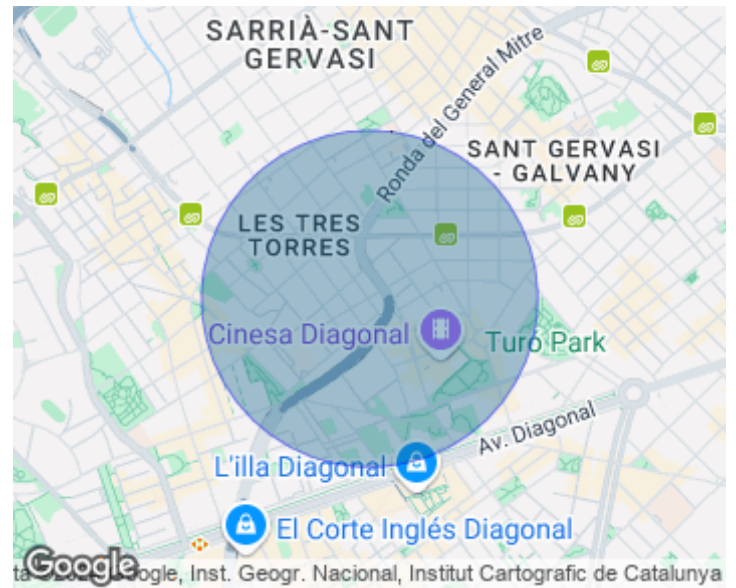 SARRIÀ-SANT
GERVASI
Ronda del General Mitre
SANT GERVASI
- GALVANY
LES TRES
TORRES
Cinesa Diagonal
Turó Park
Av. Diagonal
L'illa Diagonal
El Corte Inglés Diagonal
Google
Google, Inst. Geogr. Nacional, Institut Cartografic de Catalunya